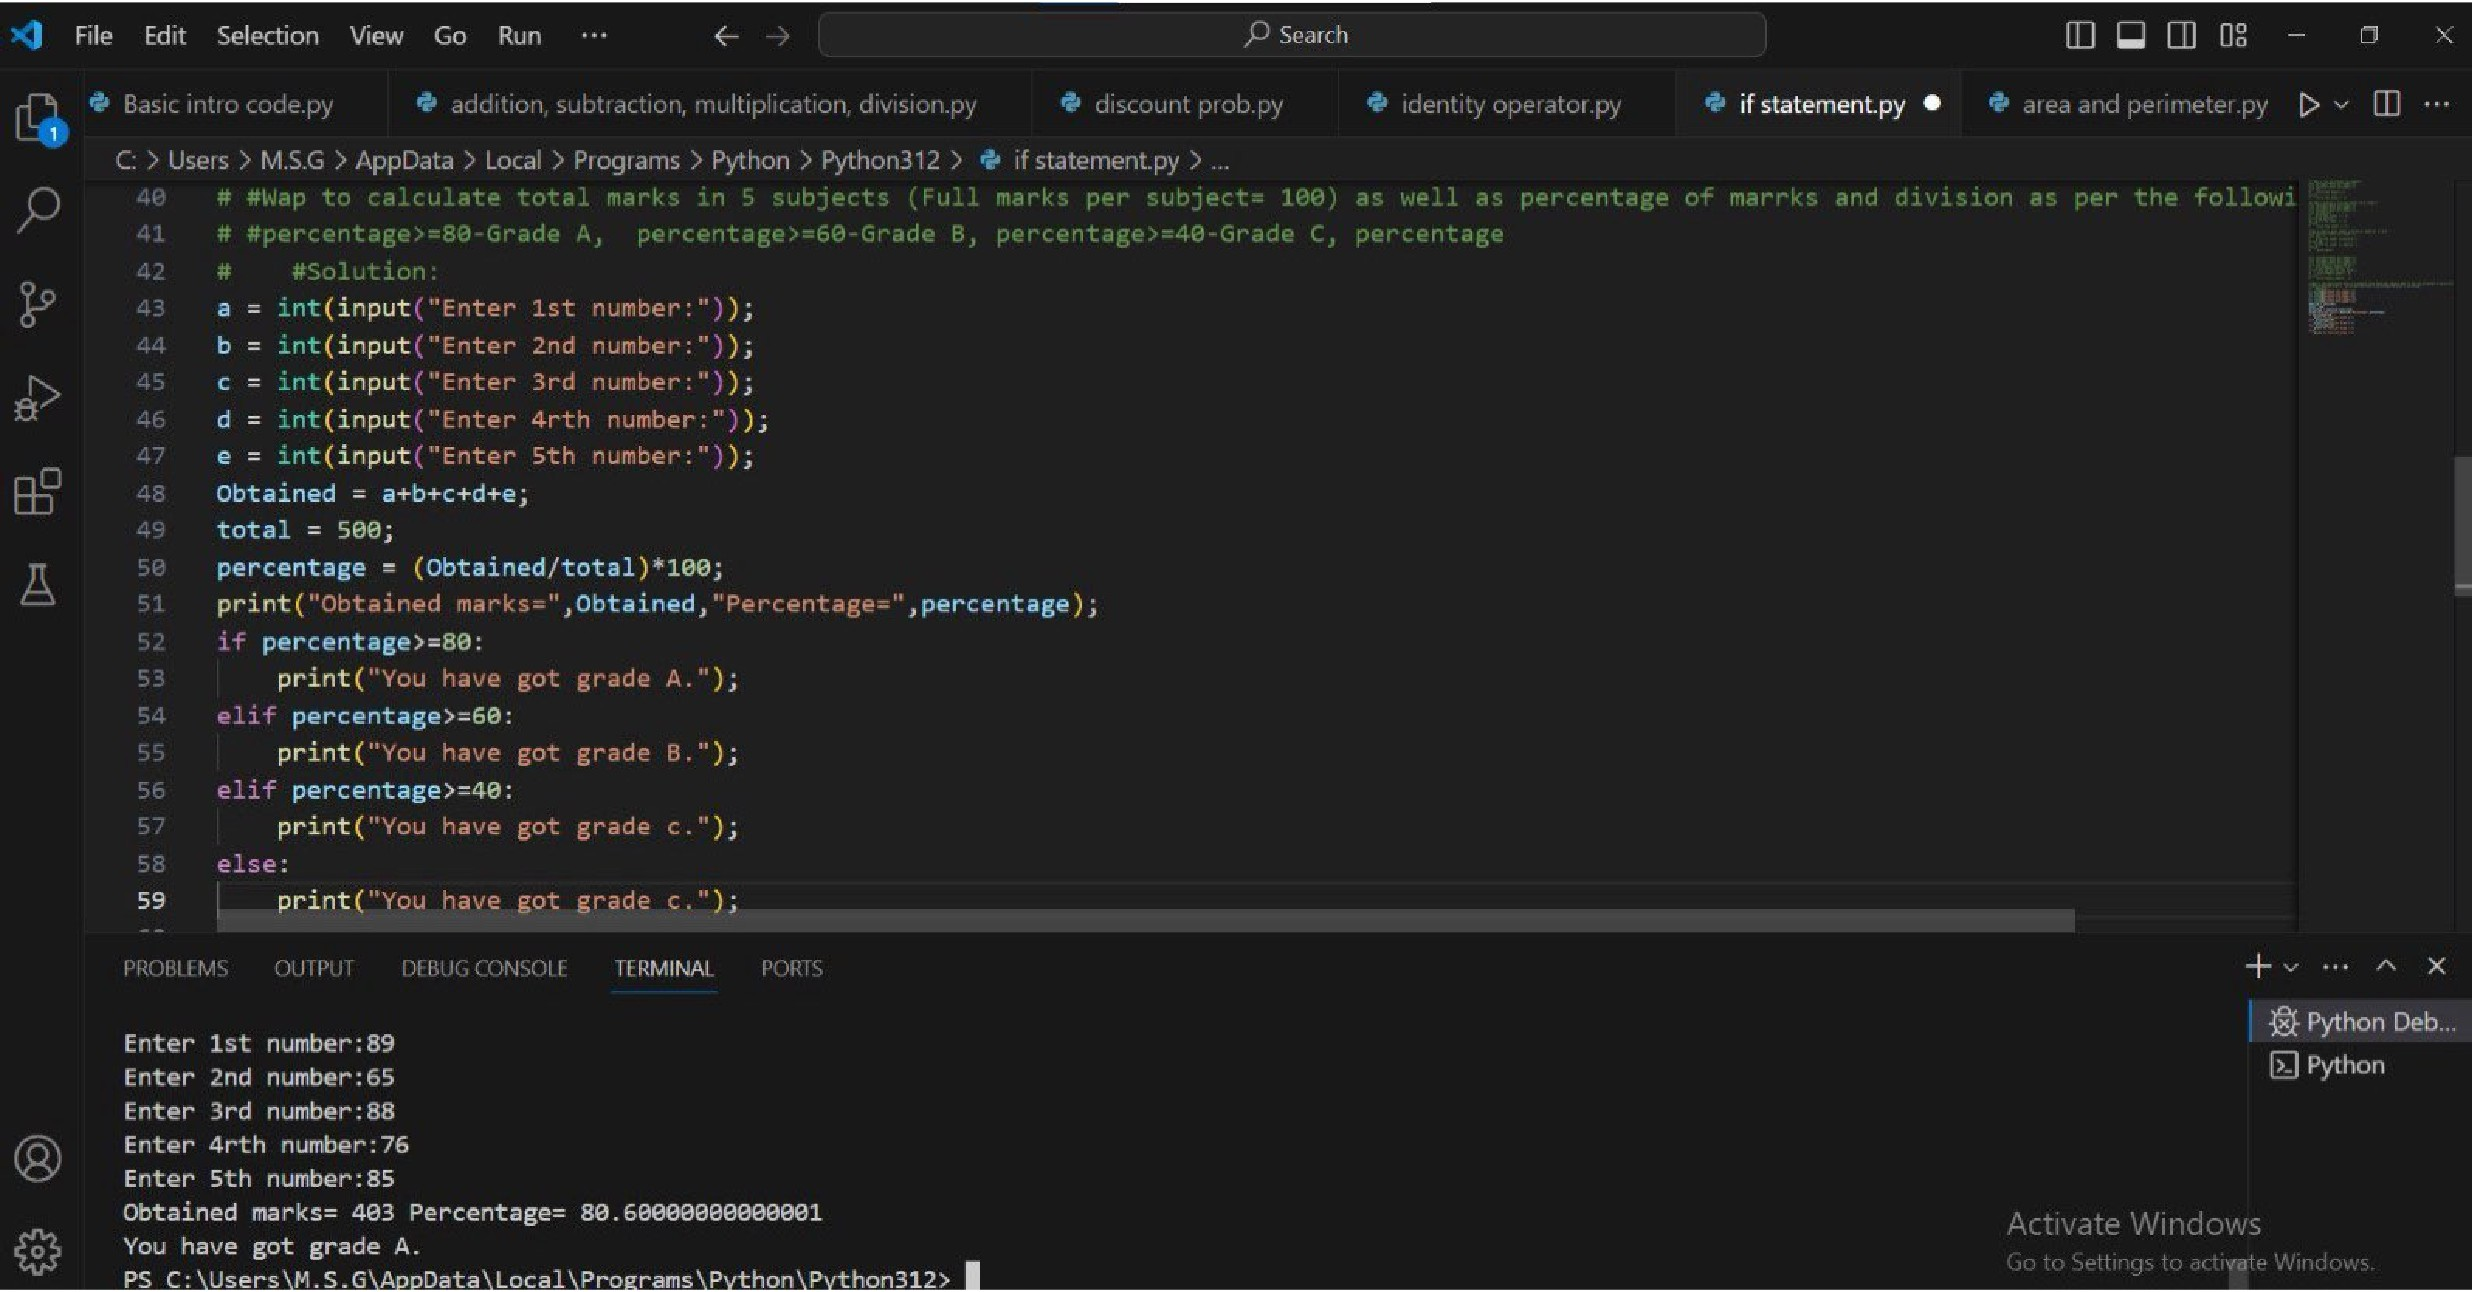 File Edit Selection View Go Run ... Search
Basic intro code.py addition, subtraction, multiplication, division.py discount prob.py identity operator.py if statement.py area and perimeter.py
1
C: > Users > M.S.G > AppData > Local > Programs > Python > Python312 > if statement.py > ...
40 # #Wap to calculate total marks in 5 subjects (Full marks per subject= 100) as well as percentage of marrks and division as per the followi
41 # #percentage>=80-Grade A,  percentage>=60-Grade B, percentage>=40-Grade C, percentage
42 #    #Solution:
43 a = int(input("Enter 1st number:"));
44 b = int(input("Enter 2nd number:"));
45 c = int(input("Enter 3rd number:"));
46 d = int(input("Enter 4rth number:"));
47 e = int(input("Enter 5th number:"));
48 Obtained = a+b+c+d+e;
49 total = 500;
50 percentage = (Obtained/total)*100;
51 print("Obtained marks=",Obtained,"Percentage=",percentage);
52 if percentage>=80:
53     print("You have got grade A.");
54 elif percentage>=60:
55     print("You have got grade B.");
56 elif percentage>=40:
57     print("You have got grade c.");
58 else:
59     print("You have got grade c.");
PROBLEMS OUTPUT DEBUG CONSOLE TERMINAL PORTS
Python Deb...
Python
Enter 1st number:89
Enter 2nd number:65
Enter 3rd number:88
Enter 4rth number:76
Enter 5th number:85
Obtained marks= 403 Percentage= 80.60000000000001
You have got grade A.
PS C:\Users\M.S.G\AppData\Local\Programs\Python\Python312>
Activate Windows
Go to Settings to activate Windows.